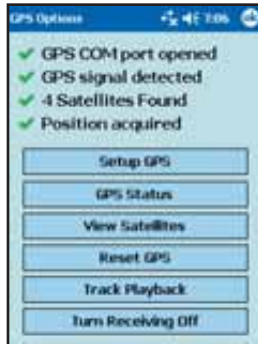 GPS Options 7:06 ok
GPS COM port opened
GPS signal detected
4 Satellites Found
Position acquired
Setup GPS
GPS Status
View Satellites
Reset GPS
Track Playback
Turn Receiving Off